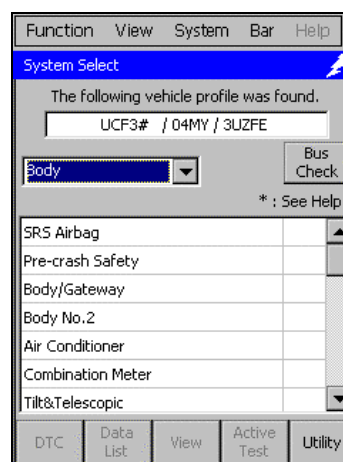 Function View System Bar Help
System Select
The following vehicle profile was found.
UCF3# / 04MY / 3UZFE
Body
Bus
Check
* : See Help
SRS Airbag
Pre-crash Safety
Body/Gateway
Body No.2
Air Conditioner
Combination Meter
Tilt&Telescopic
DTC
Data
List
View
Active
Test
Utility